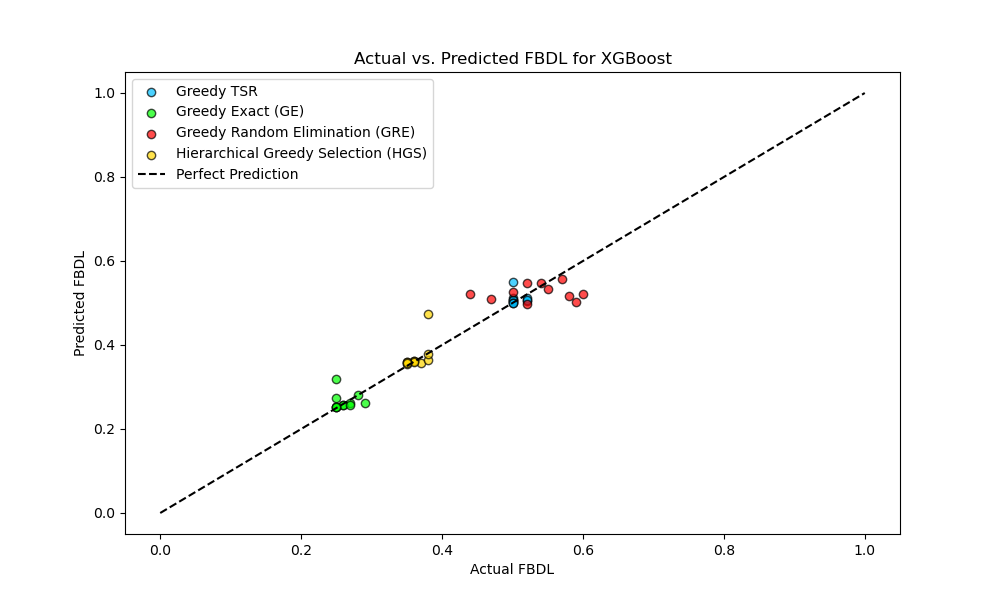 Actual vs. Predicted FBDL for XGBoost
Greedy TSR
Greedy Exact (GE)
Greedy Random Elimination (GRE)
Hierarchical Greedy Selection (HGS)
Perfect Prediction
Predicted FBDL
1.0
0.8
0.6
0.4
0.2
0.0
0.0 0.2 0.4 0.6 0.8 1.0
Actual FBDL